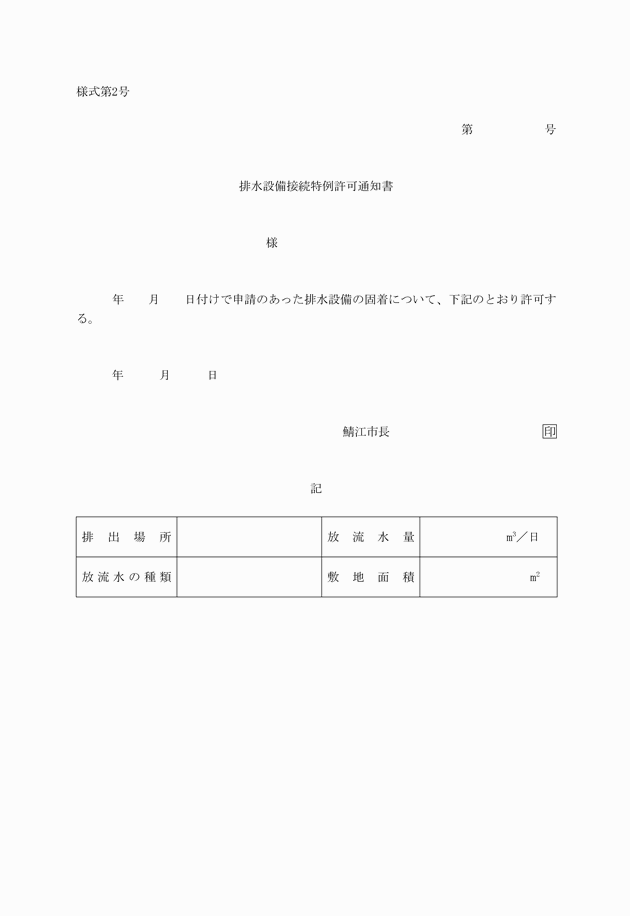 様式第2号
第　　　　　　号
排水設備接続特例許可通知書
様
年　　月　　日付けで申請のあった排水設備の固着について、下記のとおり許可す
る。
年　　　月　　　日
鯖江市長　　　　　　　　　　　　　印
記
排出場所　　　　放流水量　　　　m³／日
放流水の種類　　　　敷地面積　　　　m²